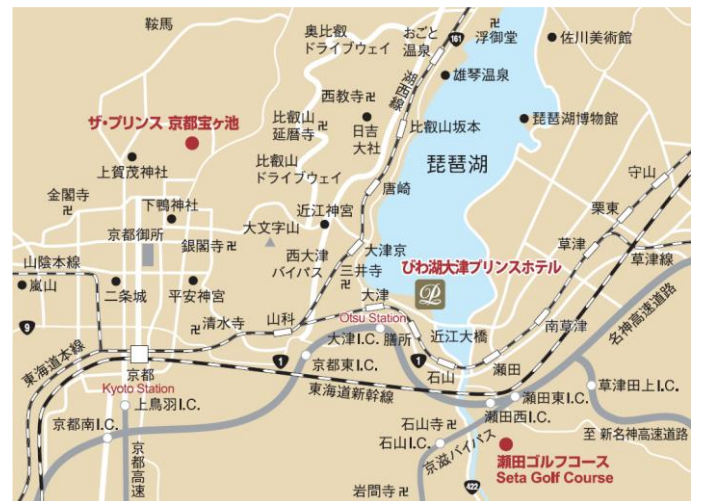 鞍馬
奥比叡
ドライブウェイ
おごと
温泉
161
浮御堂
佐川美術館
雄琴温泉
湖西線
西教寺
ザ・プリンス 京都宝ヶ池
比叡山
延暦寺
日吉
大社
比叡山坂本
琵琶湖博物館
琵琶湖
上賀茂神社
比叡山
ドライブウェイ
守山
唐崎
金閣寺
下鴨神社
近江神宮
栗東
京都御所
大文字山
銀閣寺
西大津
バイパス
大津京
草津
草津線
山陰本線
三井寺
びわ湖大津プリンスホテル
嵐山
二条城
平安神宮
大津
P
名神高速道路
清水寺
山科
Otsu Station
近江大橋
南草津
9
大津I.C.
膳所
東海道本線
1
京都東I.C.
1
石山
瀬田
京都
Kyoto Station
東海道新幹線
瀬田東I.C.
草津田上I.C.
上鳥羽I.C.
瀬田西I.C.
京都南I.C.
石山寺
石山I.C.
京滋バイパス
至 新名神高速道路
京都高速
瀬田ゴルフコース
Seta Golf Course
岩間寺
422